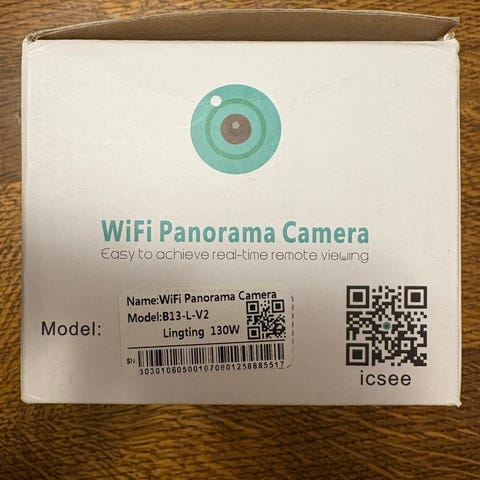 WiFi Panorama Camera
Easy to achieve real-time remote viewing
Name:WiFi Panorama Camera
Model:B13-L-V2
Lingting 130W
Model:
SN:
303010605001070901258885517
icsee